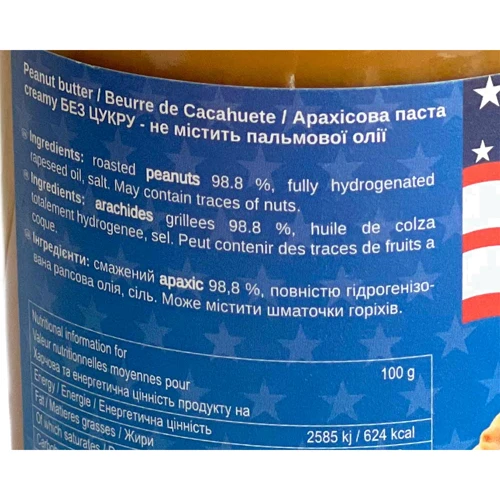 Peanut butter / Beurre de Cacahuete / Арахісова паста
creamy БЕЗ ЦУКРУ - не містить пальмової олії
Ingredients: roasted peanuts 98.8 %, fully hydrogenated
rapeseed oil, salt. May contain traces of nuts.
Ingredients: arachides grillees 98.8 %, huile de colza
totalement hydrogenee, sel. Peut contenir des traces de fruits a
coque.
Інгредієнти: смажений арахіс 98,8 %, повністю гідрогенізо-
вана рапсова олія, сіль. Може містити шматочки горіхів.
Nutritional information for
Valeur nutritionnelles moyennes pour
Харчова та енергетична цінність продукту на 100 g
Energy / Energie / Енергетична цінність 2585 kj / 624 kcal
Fat / Matieres grasses / Жири
Of which saturates /